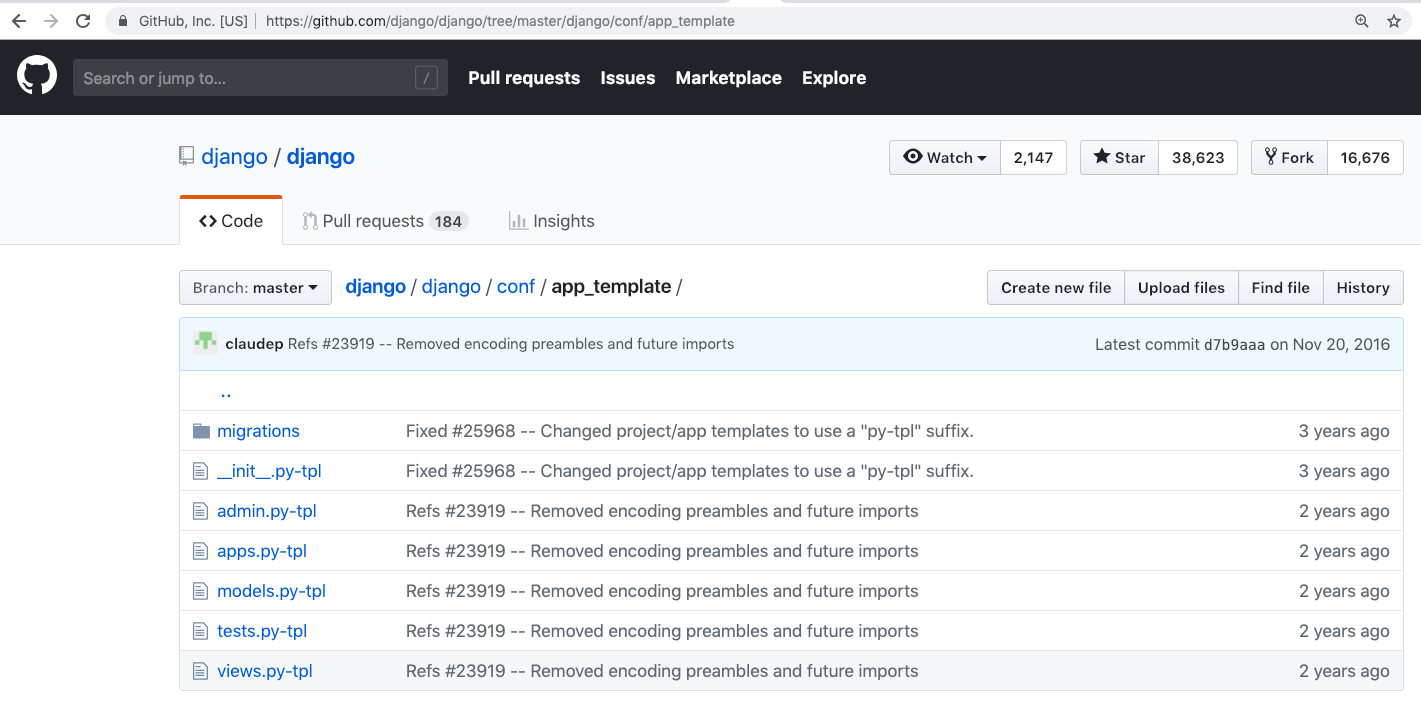 GitHub, Inc. [US] https://github.com/django/django/tree/master/django/conf/app_template
Search or jump to... / Pull requests Issues Marketplace Explore
django / django Watch 2,147 Star 38,623 Fork 16,676
<> Code Pull requests 184 Insights
Branch: master django / django / conf / app_template / Create new file Upload files Find file History
claudep Refs #23919 -- Removed encoding preambles and future imports Latest commit d7b9aaa on Nov 20, 2016
..
migrations Fixed #25968 -- Changed project/app templates to use a "py-tpl" suffix. 3 years ago
__init__.py-tpl Fixed #25968 -- Changed project/app templates to use a "py-tpl" suffix. 3 years ago
admin.py-tpl Refs #23919 -- Removed encoding preambles and future imports 2 years ago
apps.py-tpl Refs #23919 -- Removed encoding preambles and future imports 2 years ago
models.py-tpl Refs #23919 -- Removed encoding preambles and future imports 2 years ago
tests.py-tpl Refs #23919 -- Removed encoding preambles and future imports 2 years ago
views.py-tpl Refs #23919 -- Removed encoding preambles and future imports 2 years ago